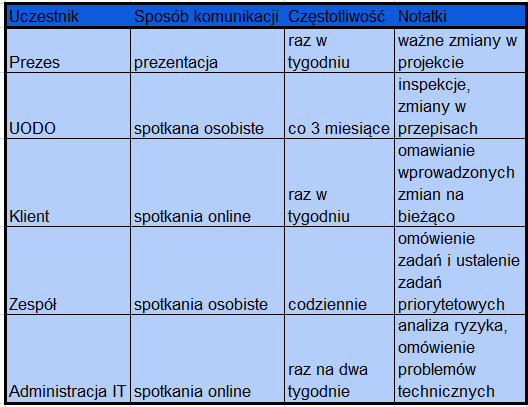 Uczestnik Sposób komunikacji Częstotliwość Notatki
Prezes prezentacja raz w tygodniu ważne zmiany w projekcie
UODO spotkana osobiste co 3 miesiące inspekcje, zmiany w przepisach
Klient spotkania online raz w tygodniu omawianie wprowadzonych zmian na bieżąco
Zespół spotkania osobiste codziennie omówienie zadań i ustalenie zadań priorytetowych
Administracja IT spotkania online raz na dwa tygodnie analiza ryzyka, omówienie problemów technicznych